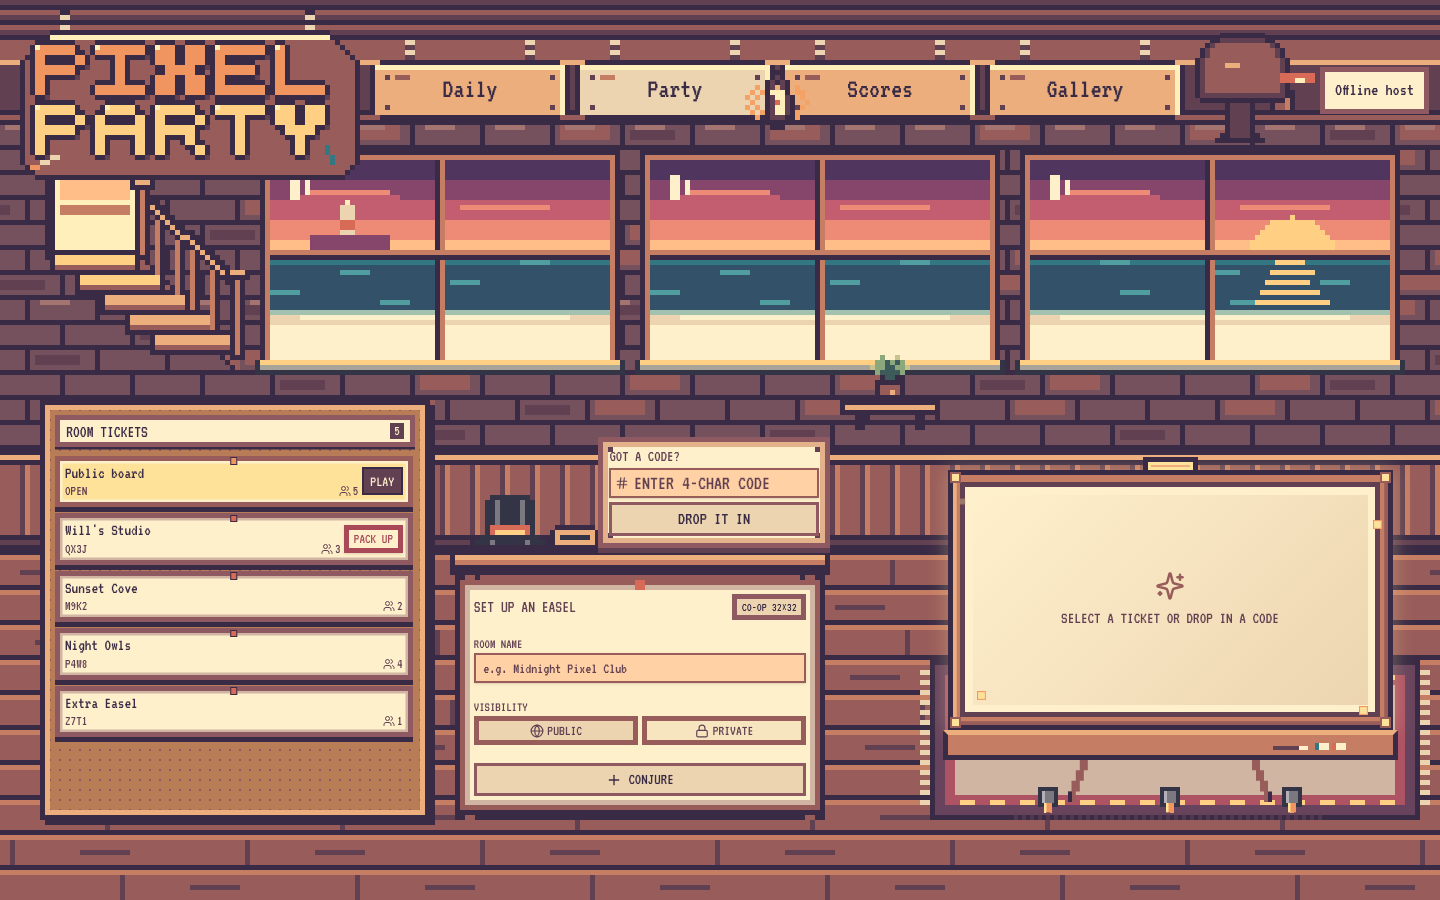 PIXEL
PARTY
Daily
Party
Scores
Gallery
Offline host
ROOM TICKETS
5
Public board
OPEN
5
PLAY
Will's Studio
QX3J
3
PACK UP
Sunset Cove
M9K2
2
Night Owls
P4W8
4
Extra Easel
Z7T1
1
GOT A CODE?
# ENTER 4-CHAR CODE
DROP IT IN
SET UP AN EASEL
CO-OP 32×32
ROOM NAME
e.g. Midnight Pixel Club
VISIBILITY
PUBLIC
PRIVATE
+ CONJURE
SELECT A TICKET OR DROP IN A CODE